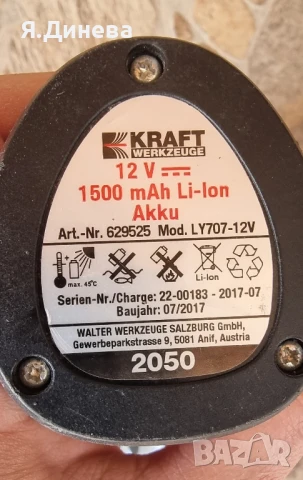 Я.Динева
KRAFT
WERKZEUGE
12 V
1500 mAh Li-Ion
Akku
Art.-Nr. 629525 Mod. LY707-12V
max. 45°C
Li-Ion
Serien-Nr./Charge: 22-00183 - 2017-07
Baujahr: 07/2017
WALTER WERKZEUGE SALZBURG GmbH,
Gewerbeparkstrasse 9, 5081 Anif, Austria
2050
BAZAR